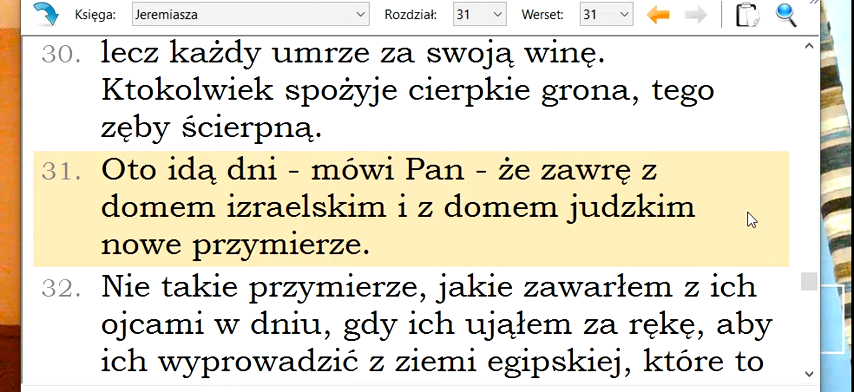 Księga: Jeremiasza Rozdział: 31 Werset: 31
30. lecz każdy umrze za swoją winę.
Ktokolwiek spożyje cierpkie grona, tego
zęby ścierpną.
31. Oto idą dni - mówi Pan - że zawrę z
domem izraelskim i z domem judzkim
nowe przymierze.
32. Nie takie przymierze, jakie zawarłem z ich
ojcami w dniu, gdy ich ująłem za rękę, aby
ich wyprowadzić z ziemi egipskiej, które to